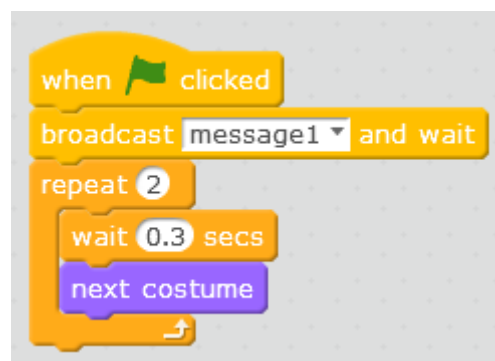 when clicked
broadcast message1 and wait
repeat 2
wait 0.3 secs
next costume